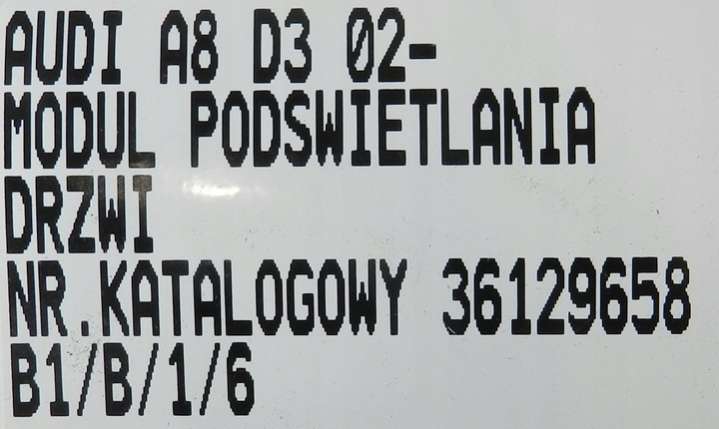 AUDI A8 D3 02-
MODUL PODSWIETLANIA
DRZWI
NR.KATALOGOWY 36129658
B1/B/1/6